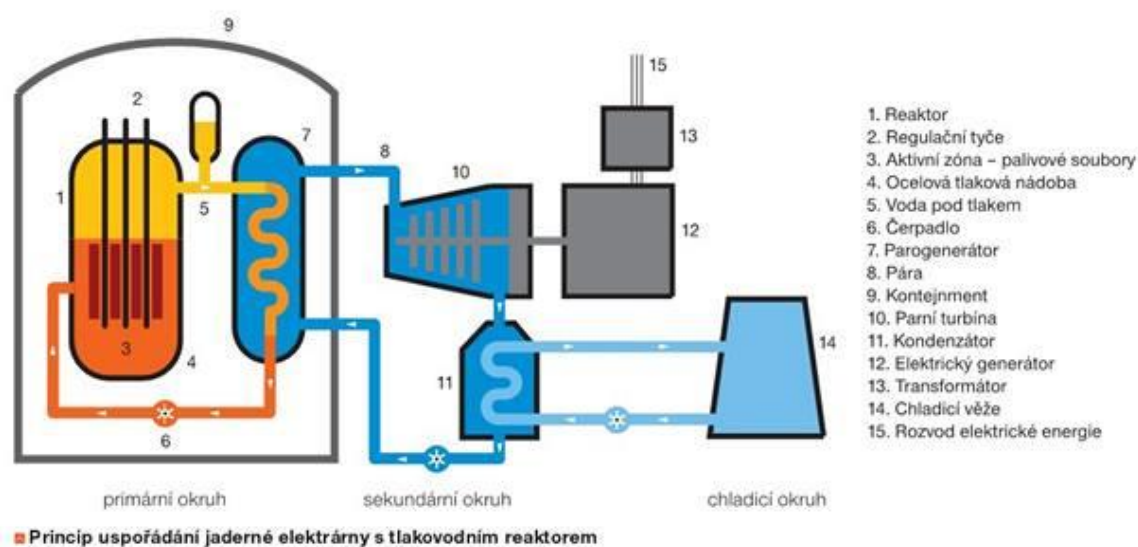 9
15
2
7
8
10
13
1
5
12
3
4
11
14
6
1. Reaktor
2. Regulační tyče
3. Aktivní zóna – palivové soubory
4. Ocelová tlaková nádoba
5. Voda pod tlakem
6. Čerpadlo
7. Parogenerátor
8. Pára
9. Kontejnment
10. Parní turbína
11. Kondenzátor
12. Elektrický generátor
13. Transformátor
14. Chladicí věže
15. Rozvod elektrické energie
primární okruh
sekundární okruh
chladicí okruh
Princip uspořádání jaderné elektrárny s tlakovodním reaktorem